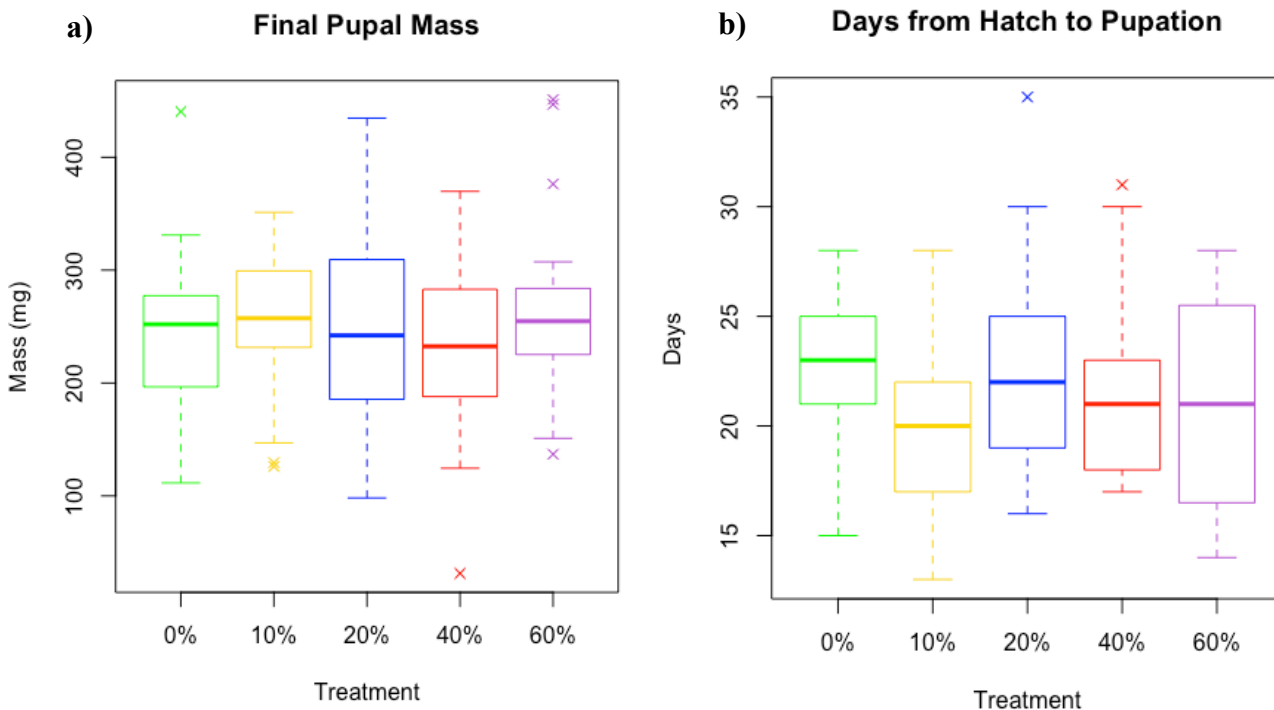 a)
Final Pupal Mass
Mass (mg)
400
300
200
100
0%
10%
20%
40%
60%
Treatment
b)
Days from Hatch to Pupation
Days
35
30
25
20
15
0%
10%
20%
40%
60%
Treatment